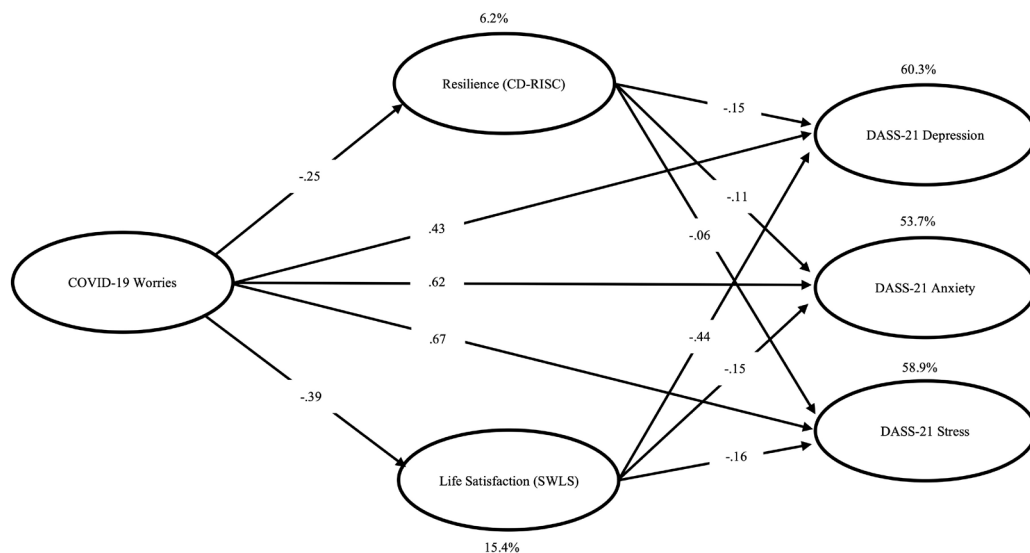 6.2%
Resilience (CD-RISC)
60.3%
DASS-21 Depression
-.15
-.25
.43
-.11
-.06
53.7%
COVID-19 Worries
.62
DASS-21 Anxiety
.67
-.44
-.15
58.9%
-.39
DASS-21 Stress
-.16
Life Satisfaction (SWLS)
15.4%